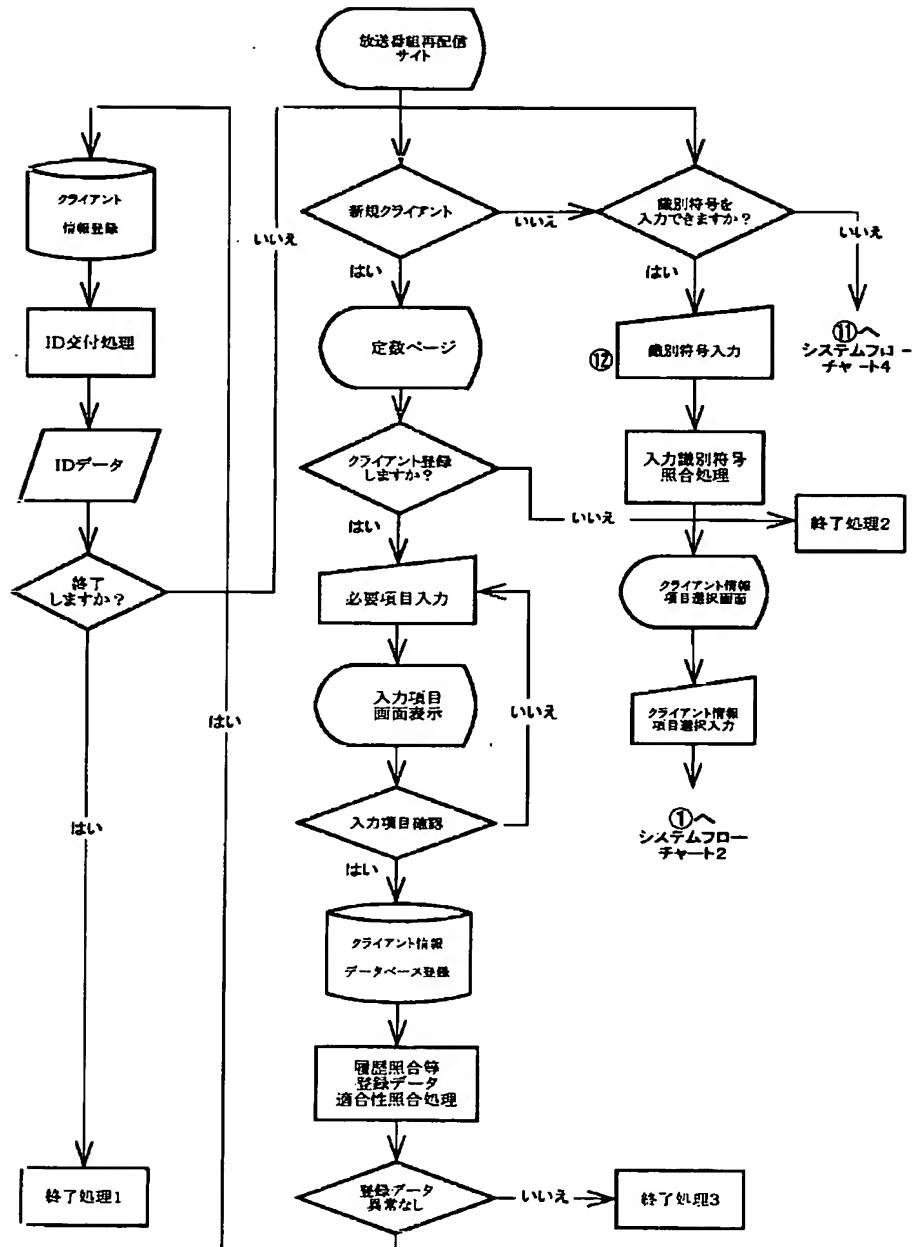 放送番組再配信
サイト
クライアント
情報登録
ID交付処理
IDデータ
終了
しますか?
いいえ
はい
終了処理1
はい
新規クライアント
いいえ
はい
定数ページ
クライアント登録
しますか?
いいえ
はい
終了処理2
必要項目入力
入力項目
画面表示
いいえ
入力項目確認
はい
クライアント情報
データベース登録
履歴照合等
登録データ
適合性照合処理
登録データ
異常なし
いいえ
終了処理3
識別符号を
入力できますか?
いいえ
はい
⑪へ
システムフロー
チャート4
⑫
識別符号入力
入力識別符号
照合処理
クライアント情報
項目選択画面
クライアント情報
項目選択入力
①へ
システムフロー
チャート2